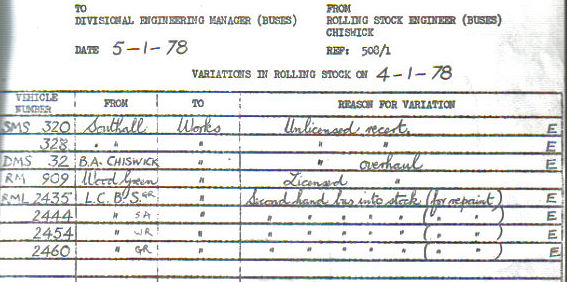 TO FROM
DIVISIONAL ENGINEERING MANAGER (BUSES) ROLLING STOCK ENGINEER (BUSES)
CHISWICK
DATE 5-1-78 REF: 508/1
VARIATIONS IN ROLLING STOCK ON 4-1-78
VEHICLE NUMBER FROM TO REASON FOR VARIATION
SMS 320 Southall Works Unlicensed recert. E
328 " " " " " E
DMS 32 B.A. CHISWICK " " overhaul E
RM 909 Wood Green " Licensed " E
RML 2435 L.C.B.S. GR " Second hand bus into stock (for repaint) E
2444 " SA " " " " " " ( " " ) E
2454 " WR " " " " " " ( " " ) E
2460 " GR " " " " " " ( " " ) E